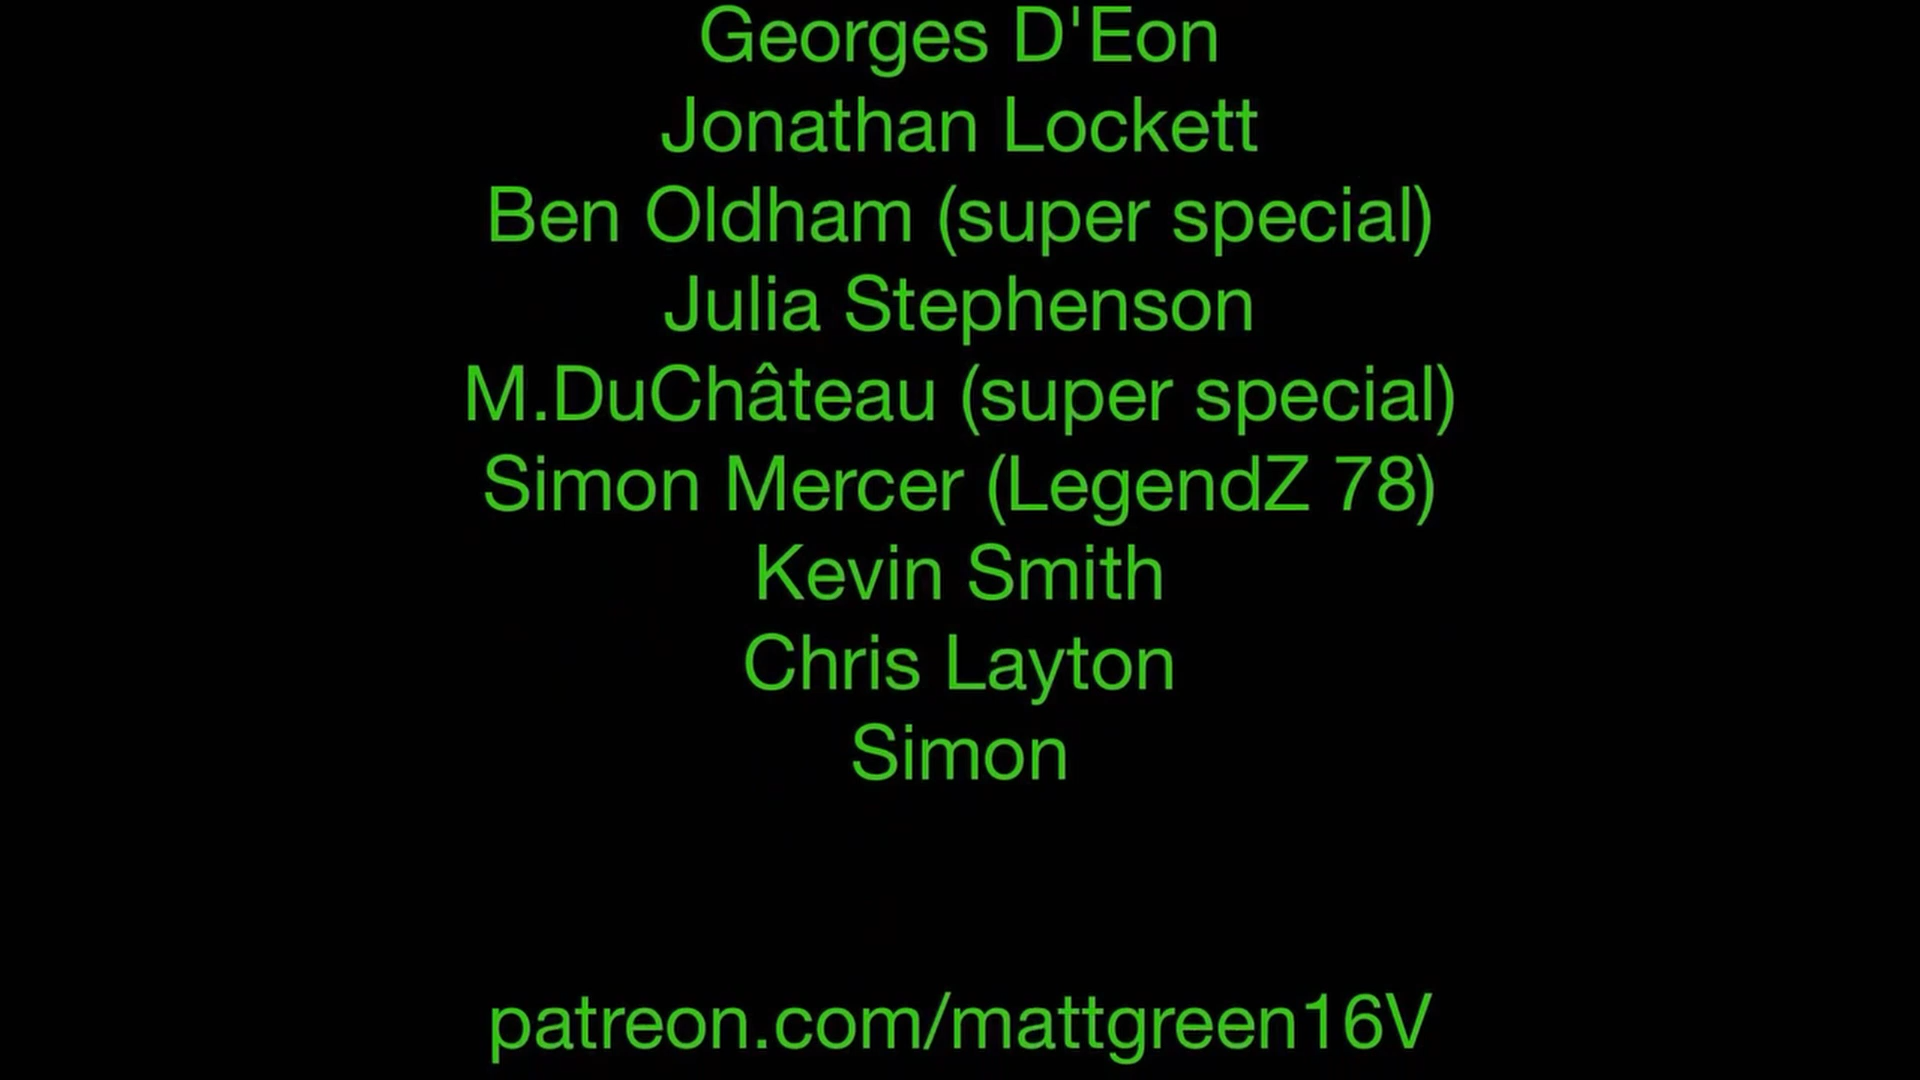 Georges D'Eon
Jonathan Lockett
Ben Oldham (super special)
Julia Stephenson
M.DuChâteau (super special)
Simon Mercer (LegendZ 78)
Kevin Smith
Chris Layton
Simon
patreon.com/mattgreen16V